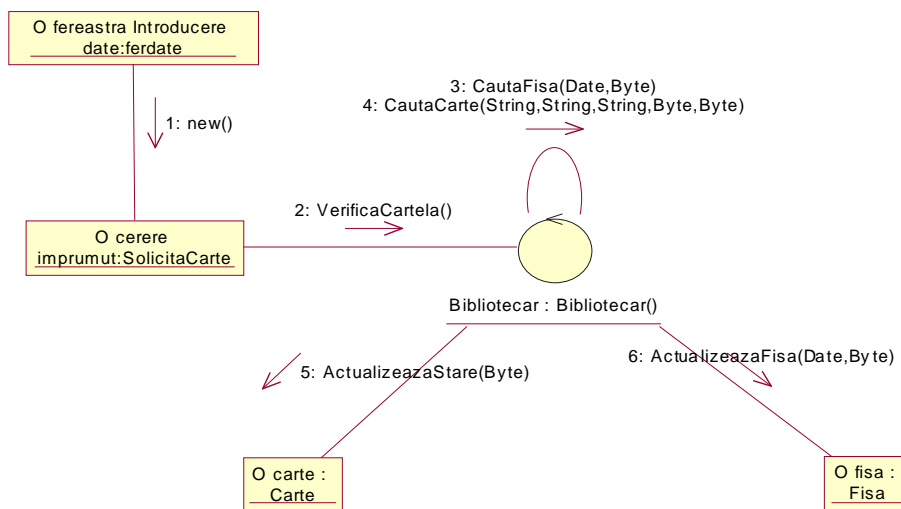 O fereastra Introducere
date:ferdate
3: CautaFisa(Date,Byte)
4: CautaCarte(String,String,String,Byte,Byte)
1: new()
2: VerificaCartela()
O cerere
imprumut:SolicitaCarte
Bibliotecar : Bibliotecar()
6: ActualizeazaFisa(Date,Byte)
5: ActualizeazaStare(Byte)
O carte :
Carte
O fisa :
Fisa